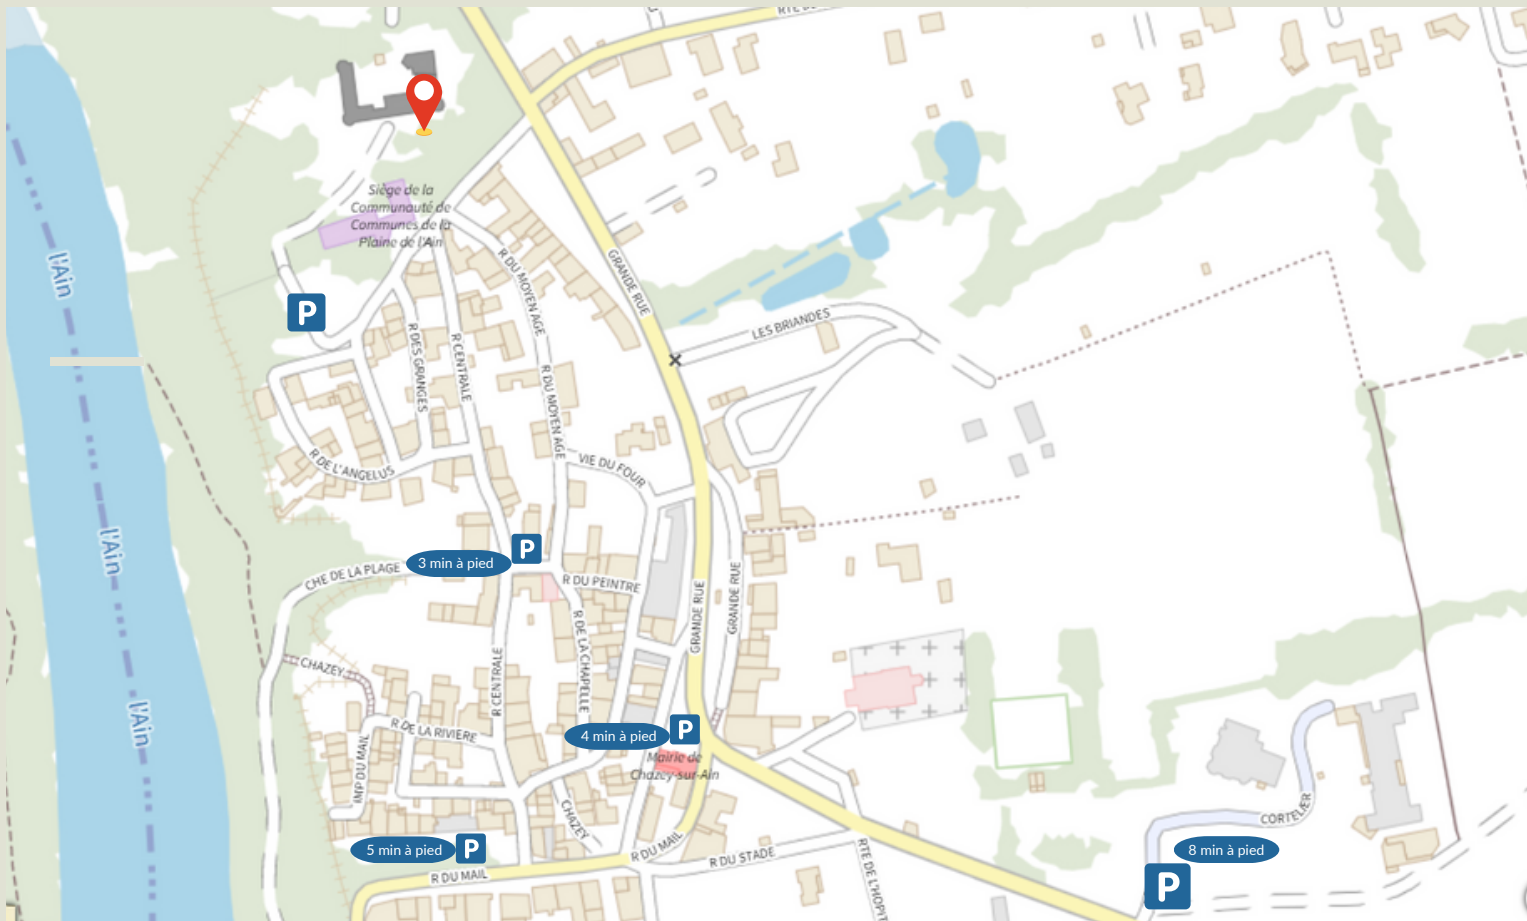 RTE D
Siège de la
Communauté de
Communes de la
Plaine de l'Ain
l'Ain
R DU MOYEN AGE
GRANDE RUE
P
LES BRIANDES
R DES GRANGES
R CENTRALE
R DU MOYEN AGE
R DE L'ANGELUS
VIE DU FOUR
l'Ain
CHE DE LA PLAGE
3 min à pied
P
R DU PEINTRE
GRANDE RUE
GRANDE RUE
CHAZEY
R CENTRALE
R DE LA CHAPELLE
l'Ain
R DE LA RIVIERE
4 min à pied
P
IMP DU MAIL
Mairie de
Chazey-sur-Ain
CHAZEY
CORTELÆR
5 min à pied
P
R DU MAIL
R DU STADE
8 min à pied
R DU MAIL
RTE DE L'HOPIT
P